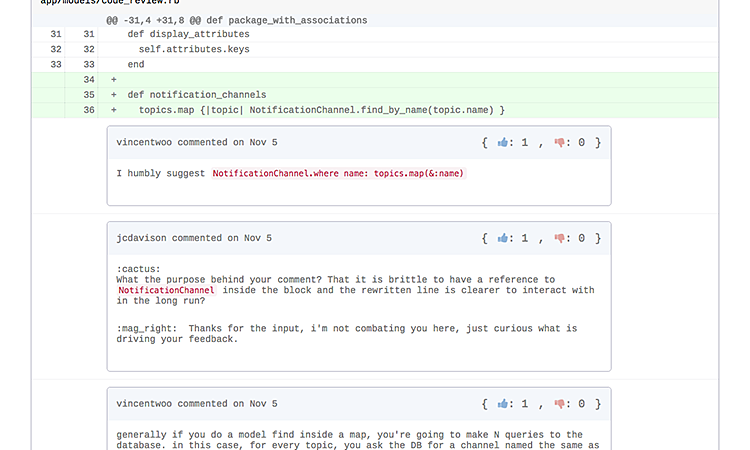 app/models/code_review.rb
@@ -31,4 +31,8 @@ def package_with_associations
31 31 def display_attributes
32 32 self.attributes.keys
33 33 end
34 +
35 + def notification_channels
36 + topics.map {|topic| NotificationChannel.find_by_name(topic.name) }
vincentwoo commented on Nov 5 { 👍: 1 , 👎: 0 }
I humbly suggest NotificationChannel.where name: topics.map(&:name)
jcdavison commented on Nov 5 { 👍: 1 , 👎: 0 }
:cactus:
What the purpose behind your comment? That it is brittle to have a reference to
NotificationChannel inside the block and the rewritten line is clearer to interact with
in the long run?
:mag_right: Thanks for the input, i'm not combating you here, just curious what is
driving your feedback.
vincentwoo commented on Nov 5 { 👍: 1 , 👎: 0 }
generally if you do a model find inside a map, you're going to make N queries to the
database. in this case, for every topic, you ask the DB for a channel named the same as